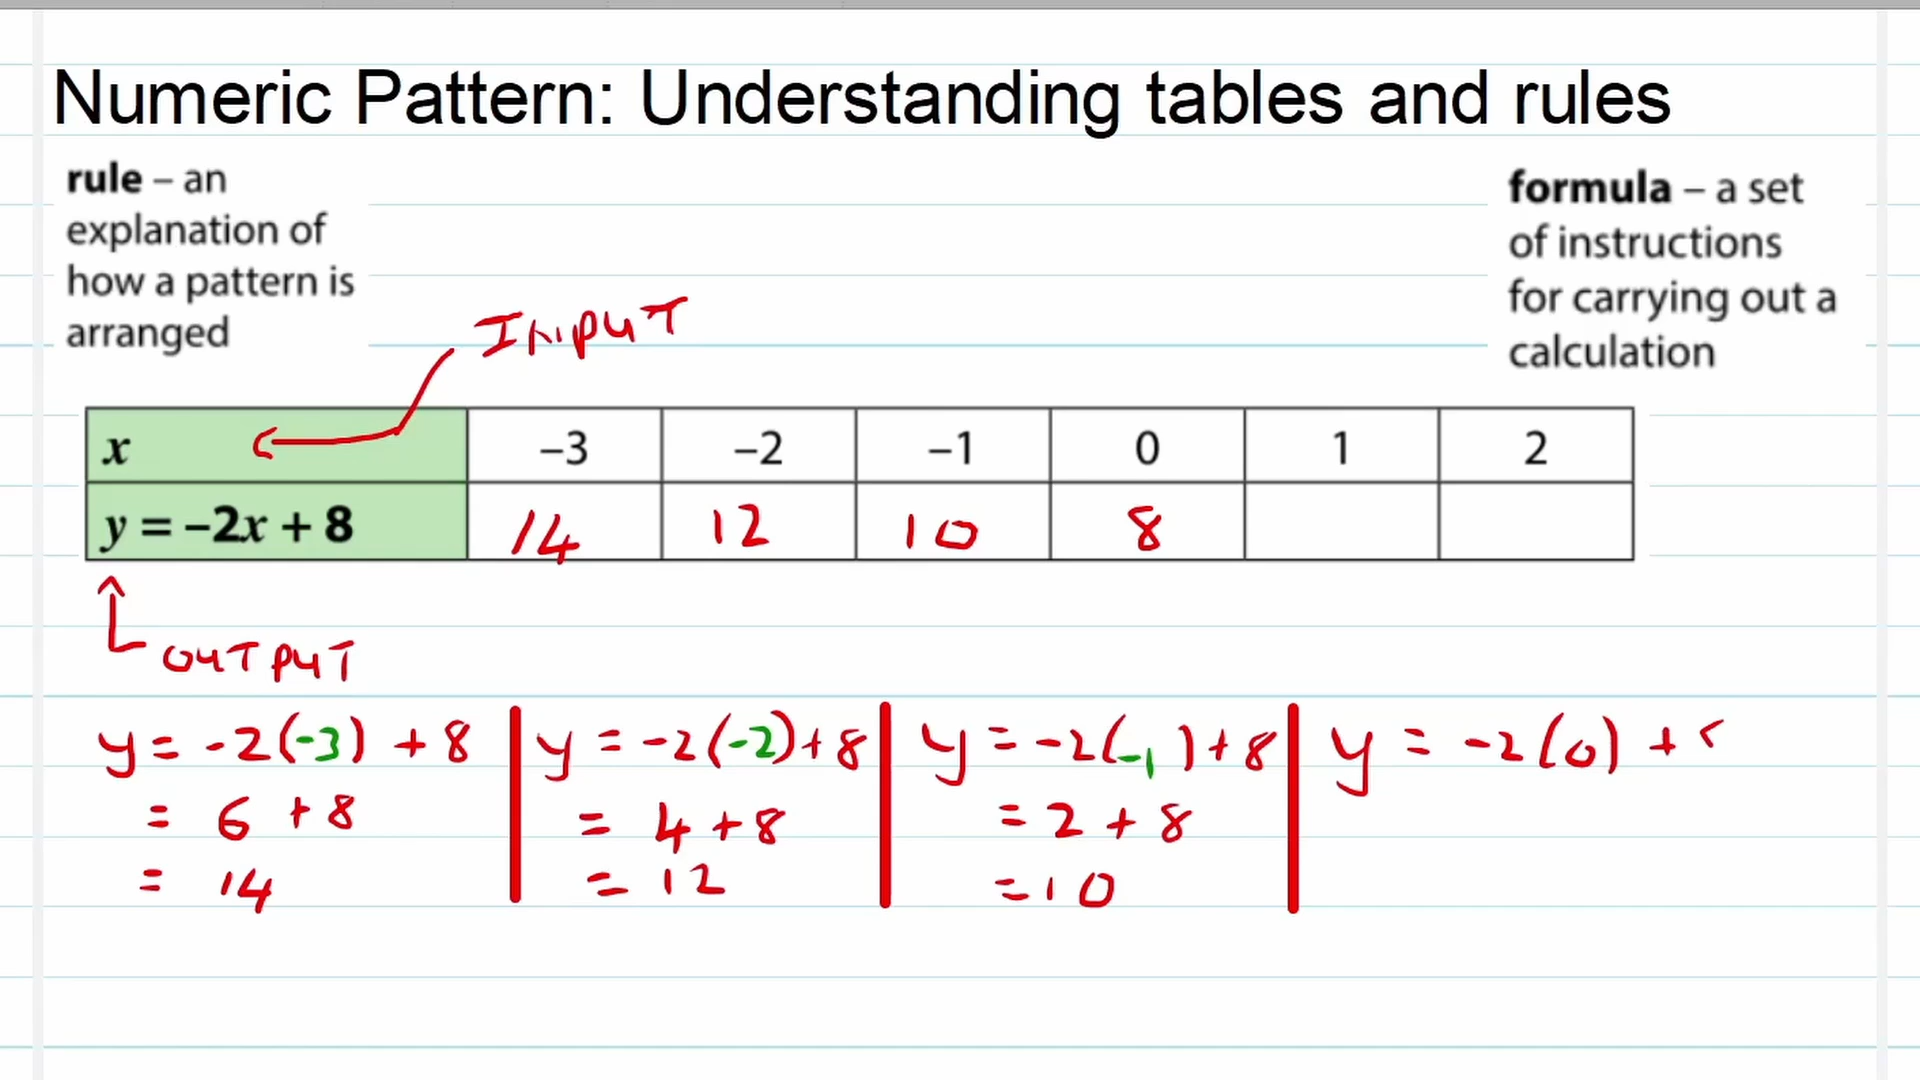 Numeric Pattern: Understanding tables and rules
rule – an
explanation of
how a pattern is
arranged
formula – a set
of instructions
for carrying out a
calculation
INPUT
x –3 –2 –1 0 1 2
y = –2x + 8 14 12 10 8
OUTPUT
y = -2(-3) + 8 y = -2(-2)+8 y = -2(-1)+8 y = -2(0) +
= 6 + 8 = 4 + 8 = 2 + 8
= 14 = 12 = 10